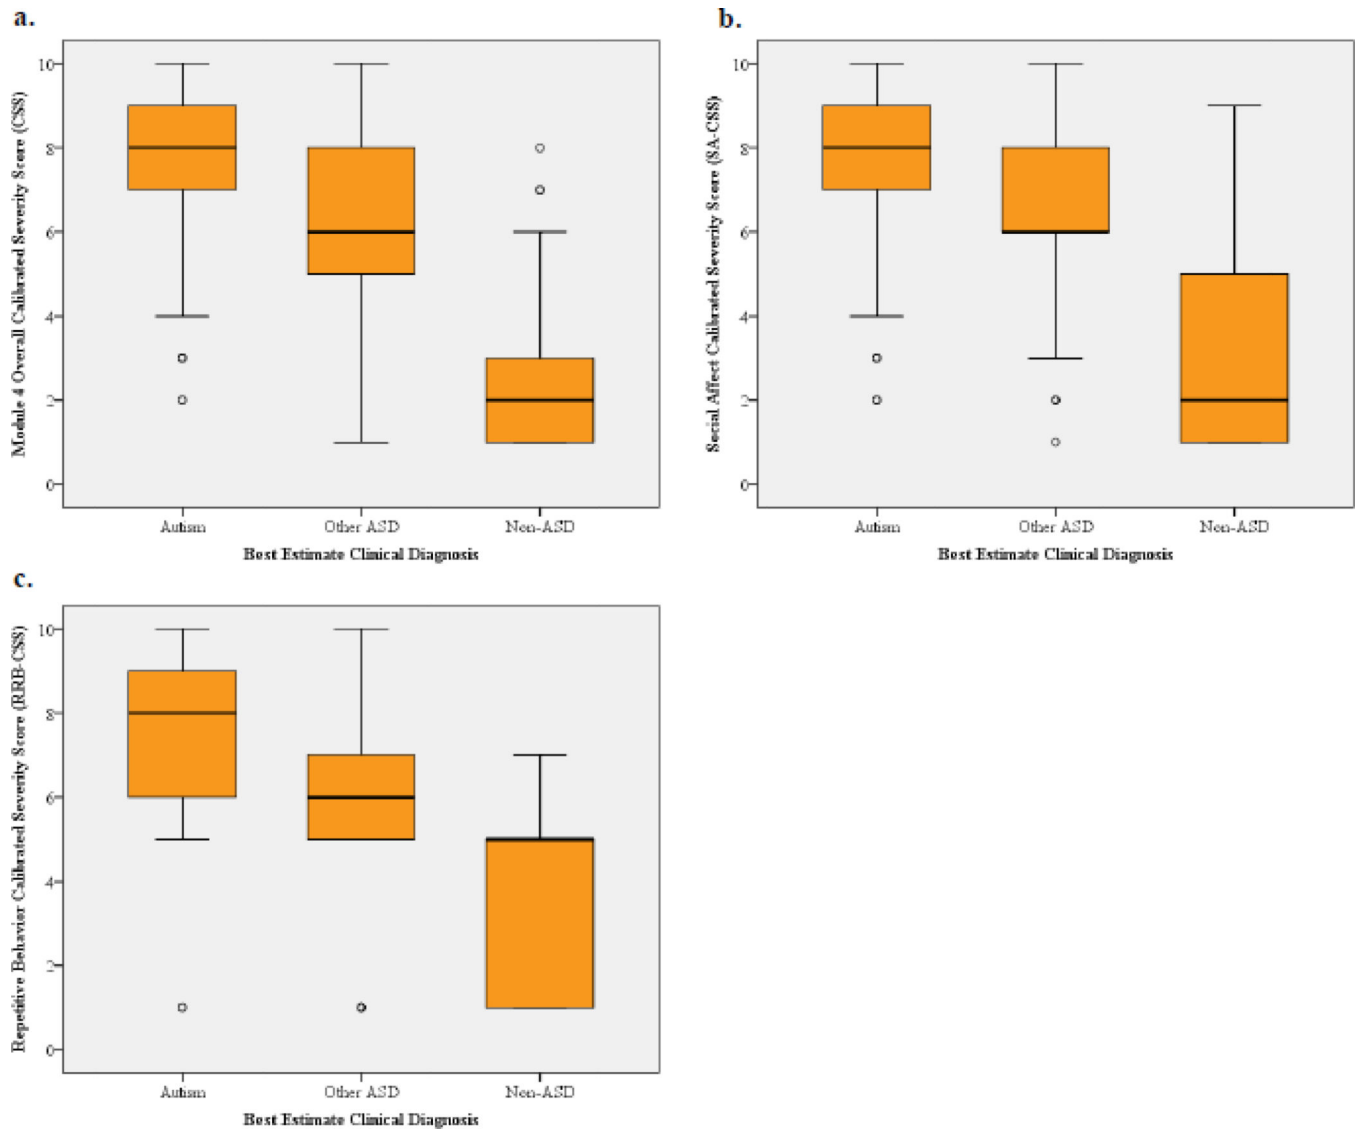 a.
Module 4 Overall Calibrated Severity Score (CSS)
10
8
6
4
2
0
Autism
Other ASD
Non-ASD
Best Estimate Clinical Diagnosis
b.
Social Affect Calibrated Severity Score (SA-CSS)
10
8
6
4
2
0
Autism
Other ASD
Non-ASD
Best Estimate Clinical Diagnosis
c.
Repetitive Behavior Calibrated Severity Score (RRB-CSS)
10
8
6
4
2
0
Autism
Other ASD
Non-ASD
Best Estimate Clinical Diagnosis